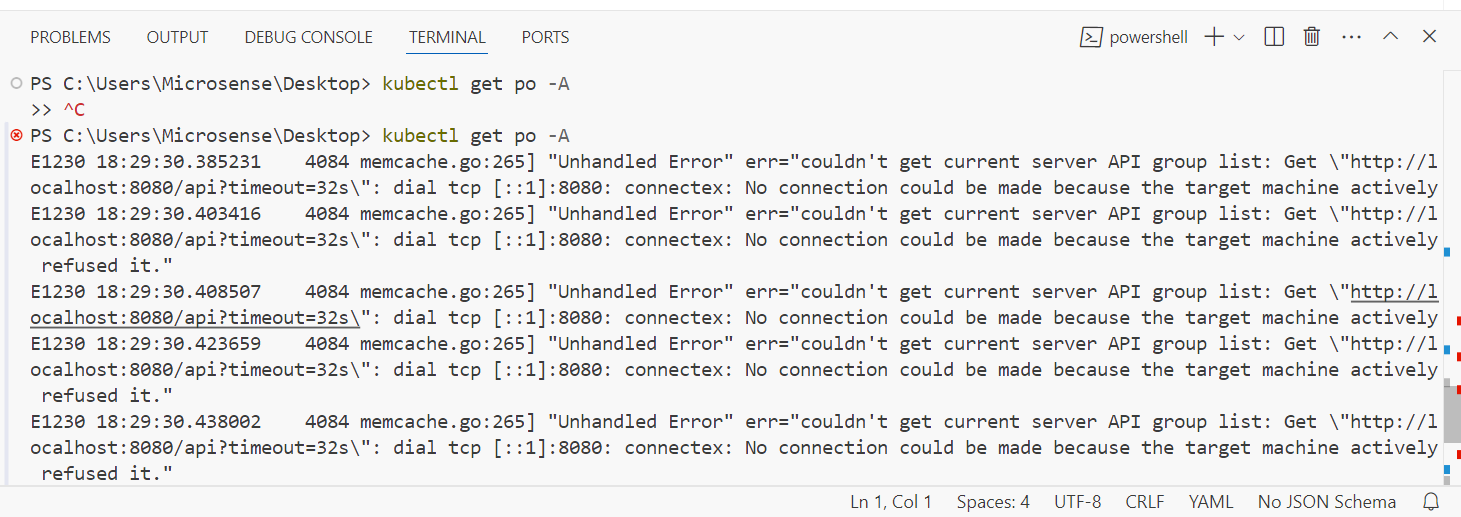 PROBLEMS OUTPUT DEBUG CONSOLE TERMINAL PORTS powershell
PS C:\Users\Microsense\Desktop> kubectl get po -A
>> ^C
PS C:\Users\Microsense\Desktop> kubectl get po -A
E1230 18:29:30.385231    4084 memcache.go:265] "Unhandled Error" err="couldn't get current server API group list: Get \"http://l
ocalhost:8080/api?timeout=32s\": dial tcp [::1]:8080: connectex: No connection could be made because the target machine actively
E1230 18:29:30.403416    4084 memcache.go:265] "Unhandled Error" err="couldn't get current server API group list: Get \"http://l
ocalhost:8080/api?timeout=32s\": dial tcp [::1]:8080: connectex: No connection could be made because the target machine actively
 refused it."
E1230 18:29:30.408507    4084 memcache.go:265] "Unhandled Error" err="couldn't get current server API group list: Get \"http://l
ocalhost:8080/api?timeout=32s\": dial tcp [::1]:8080: connectex: No connection could be made because the target machine actively
E1230 18:29:30.423659    4084 memcache.go:265] "Unhandled Error" err="couldn't get current server API group list: Get \"http://l
ocalhost:8080/api?timeout=32s\": dial tcp [::1]:8080: connectex: No connection could be made because the target machine actively
 refused it."
E1230 18:29:30.438002    4084 memcache.go:265] "Unhandled Error" err="couldn't get current server API group list: Get \"http://l
ocalhost:8080/api?timeout=32s\": dial tcp [::1]:8080: connectex: No connection could be made because the target machine actively
 refused it."
Ln 1, Col 1 Spaces: 4 UTF-8 CRLF YAML No JSON Schema